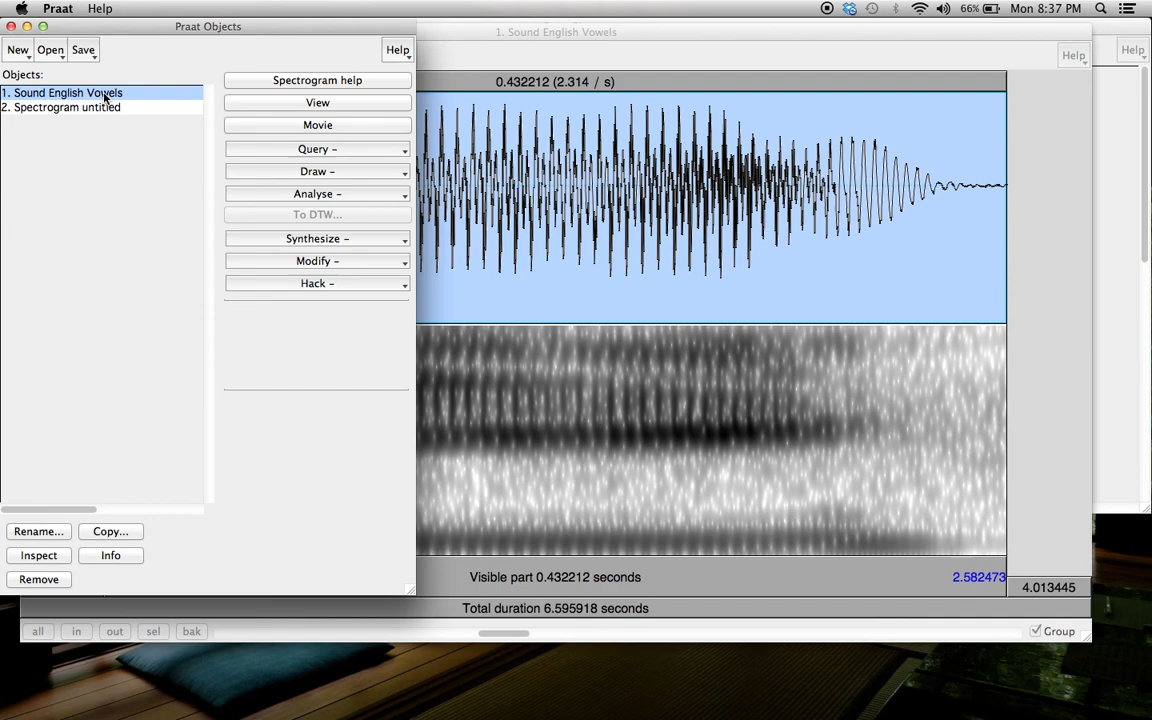 Praat Help 66% Mon 8:37 PM
Praat Objects
1. Sound English Vowels
New Open Save Help
Help Help
Objects:
1. Sound English Vowels
2. Spectrogram untitled
Spectrogram help
View
Movie
Query -
Draw -
Analyse -
To DTW...
Synthesize -
Modify -
Hack -
0.432212 (2.314 / s)
Rename... Copy...
Inspect Info
Remove
Visible part 0.432212 seconds 2.582473
4.013445
Total duration 6.595918 seconds
all in out sel bak Group